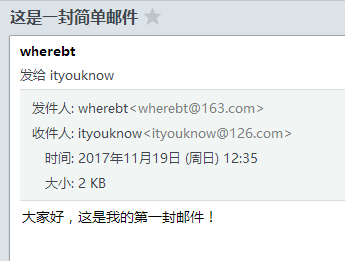 这是一封简单邮件
wherebt
发给 ityouknow
发件人: wherebt<wherebt@163.com>
收件人: ityouknow<ityouknow@126.com>
时间: 2017年11月19日 (周日) 12:35
大小: 2 KB
大家好，这是我的第一封邮件！